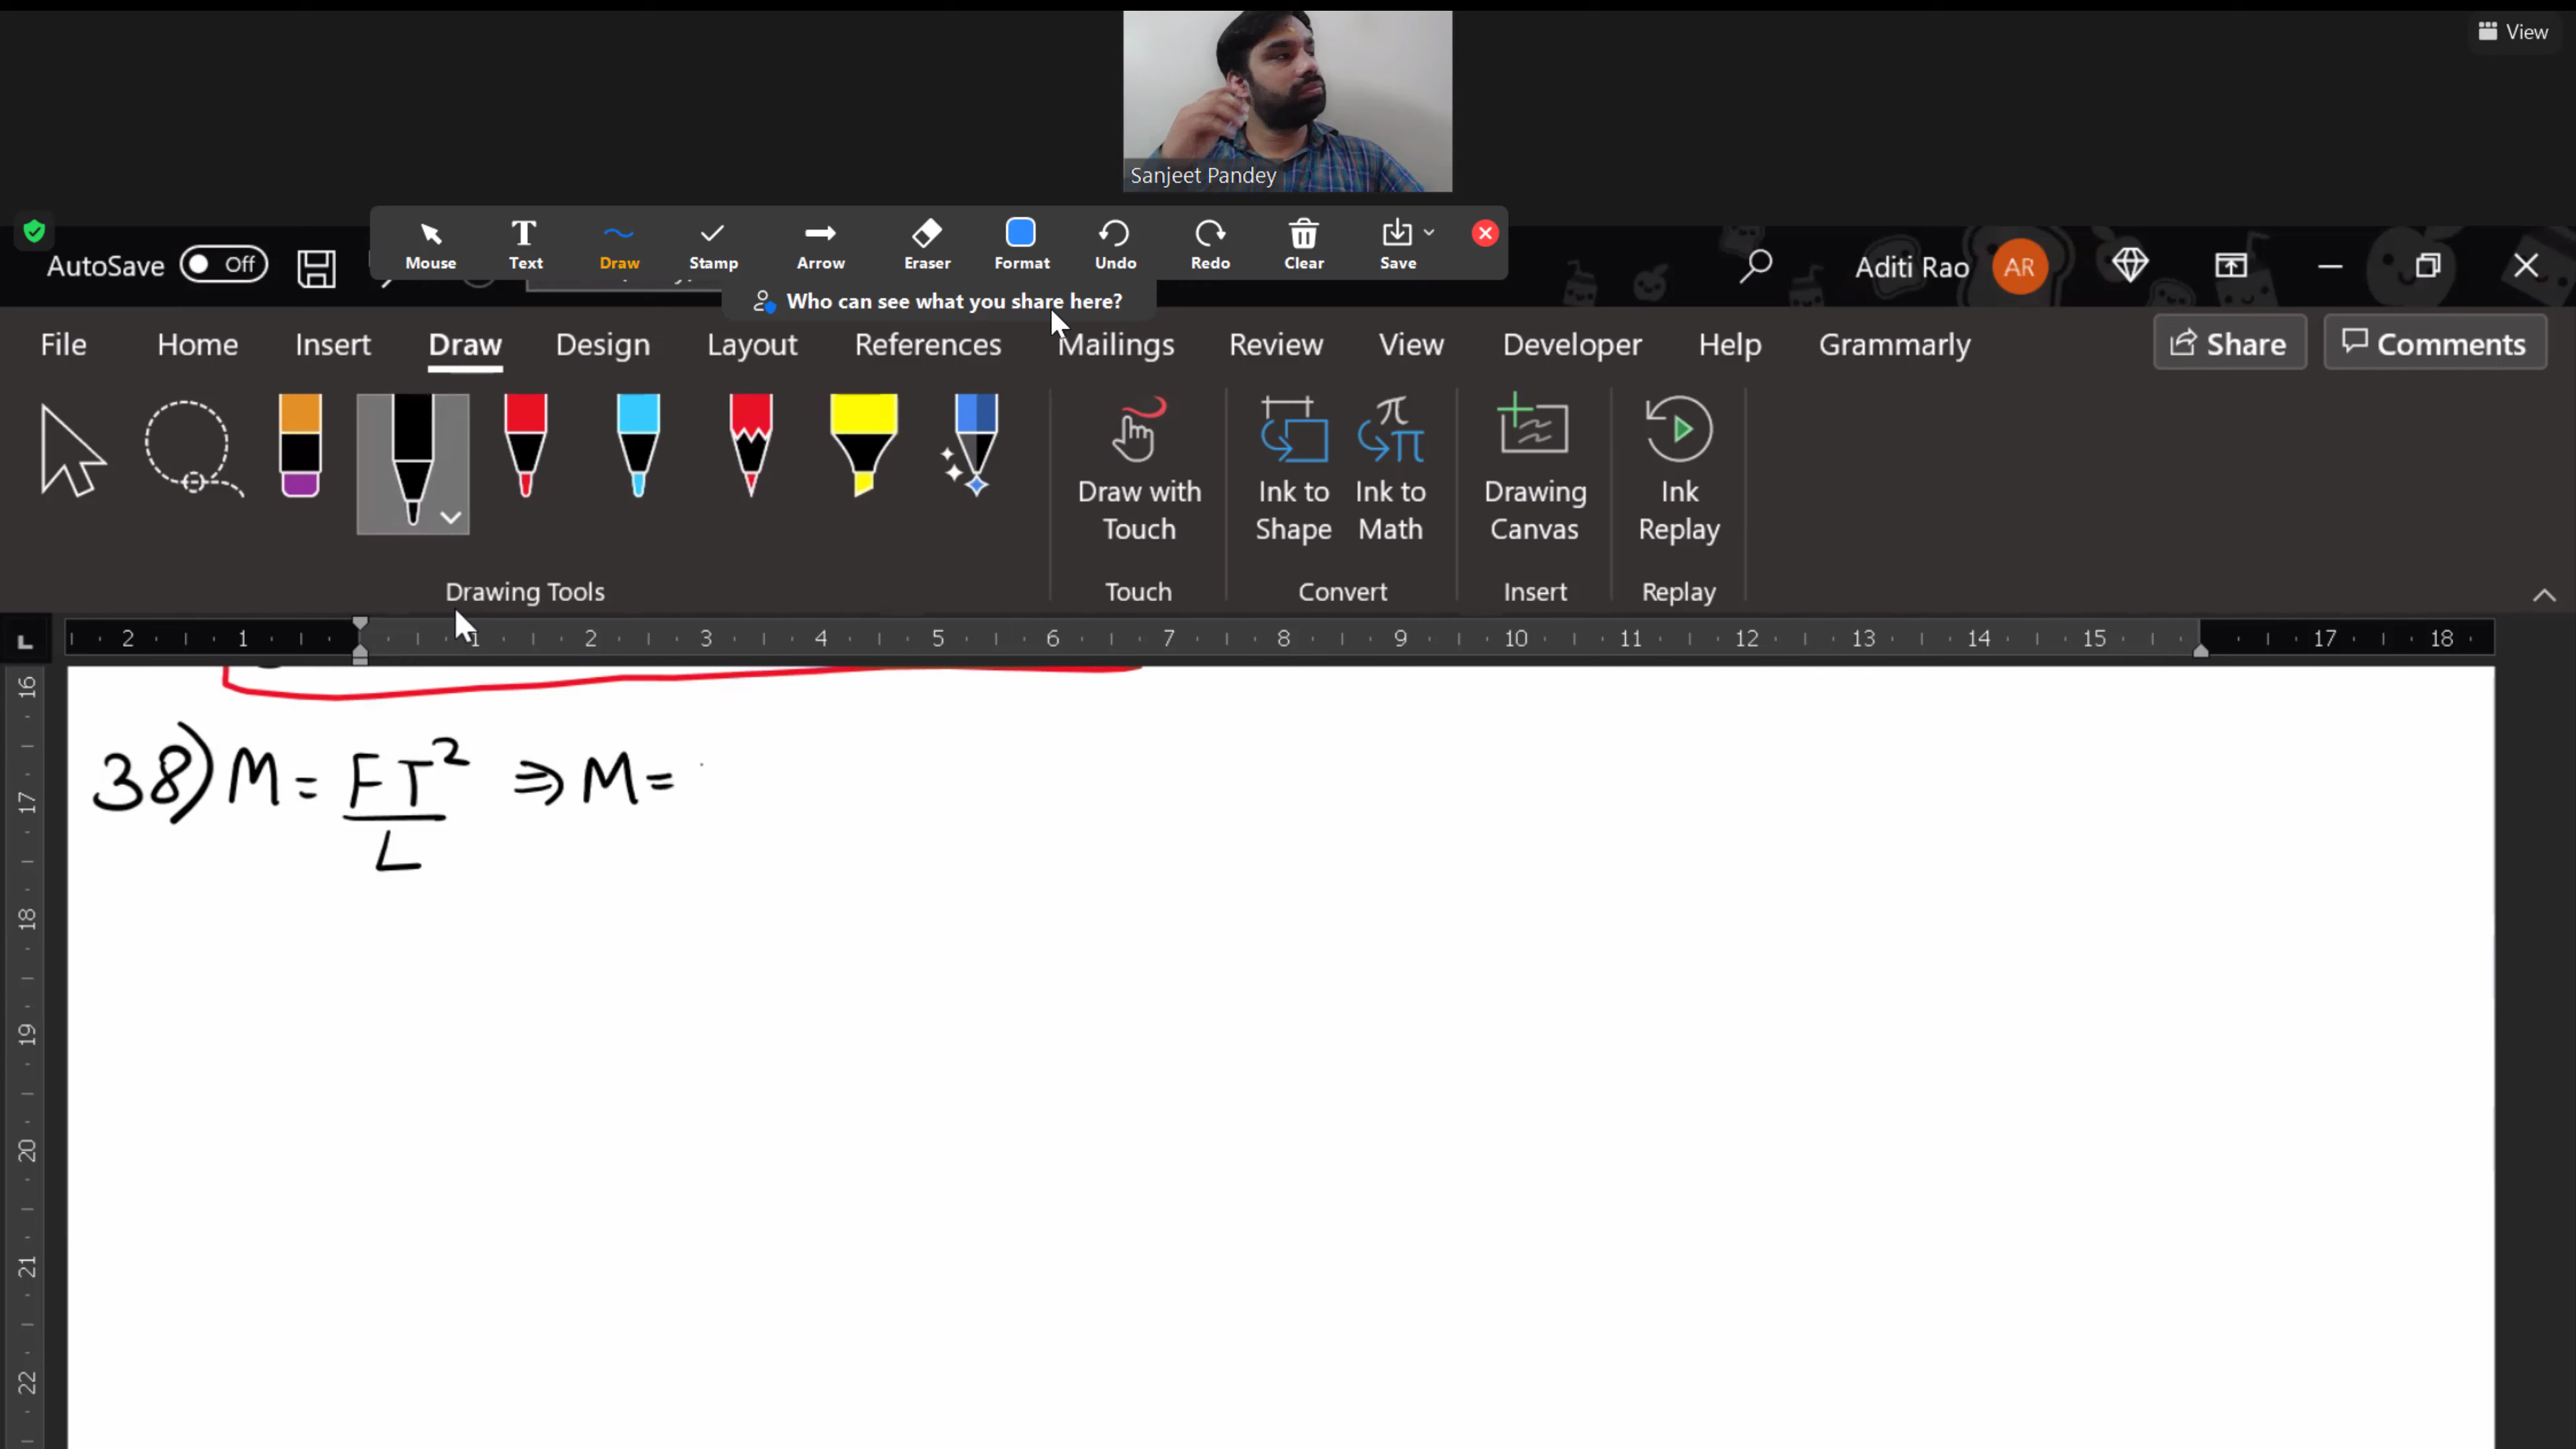 View
Sanjeet Pandey
Mouse Text Draw Stamp Arrow Eraser Format Undo Redo Clear Save
AutoSave Off Aditi Rao AR
Who can see what you share here?
File Home Insert Draw Design Layout References Mailings Review View Developer Help Grammarly Share Comments
Draw with Touch
Ink to Shape
Ink to Math
Drawing Canvas
Ink Replay
Drawing Tools Touch Convert Insert Replay
L 2 1 1 2 3 4 5 6 7 8 9 10 11 12 13 14 15 17 18
16
17
18
19
20
21
22
38) M = FT² / L ⇒ M =